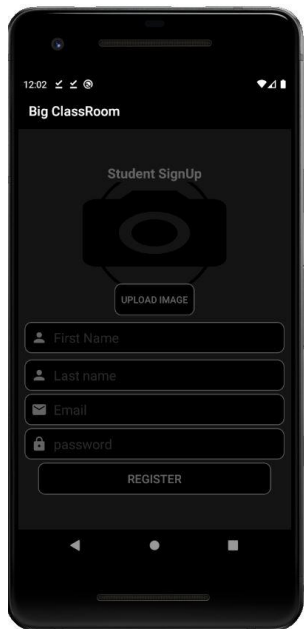 12:02
Big ClassRoom
Student SignUp
UPLOAD IMAGE
First Name
Last name
Email
password
REGISTER